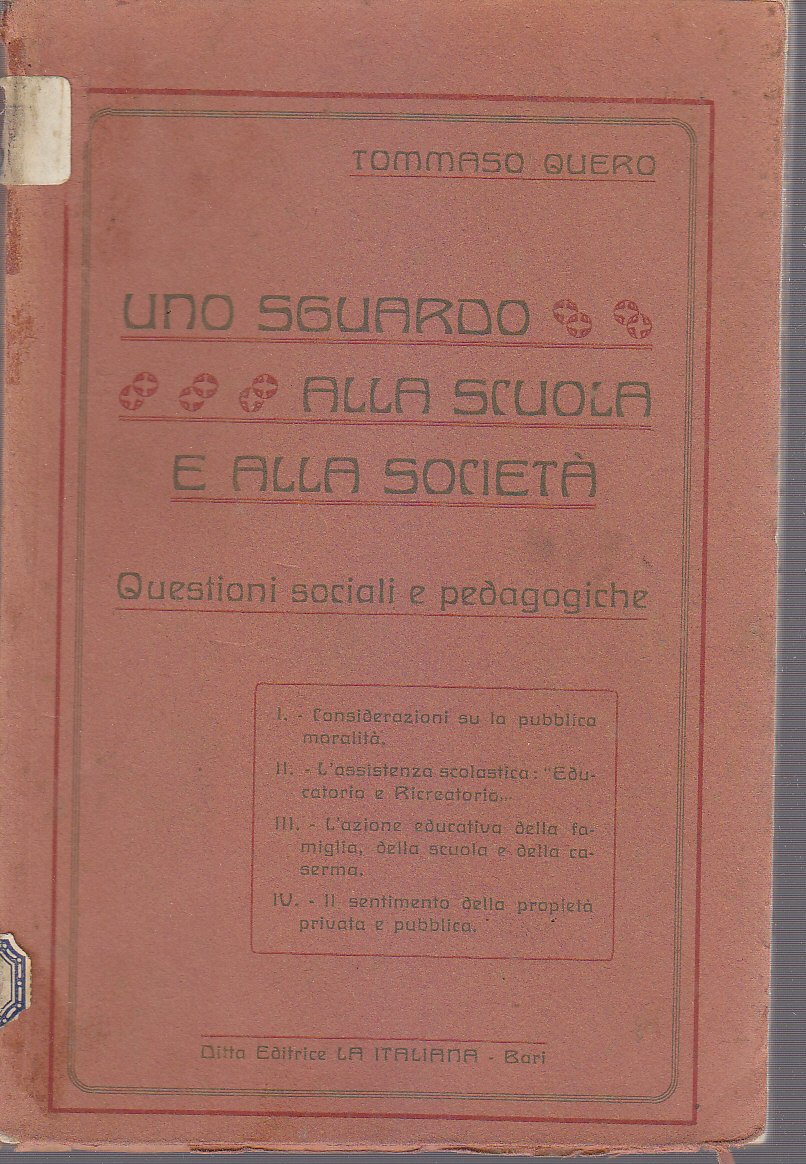 TOMMASO QUERO
UNO SGUARDO
ALLA SCUOLA
E ALLA SOCIETÀ
Questioni sociali e pedagogiche
I. - Considerazioni su la pubblica
moralità.
II. - L'assistenza scolastica: "Edu-
catorio e Ricreatorio„.
III. - L'azione educativa della fa-
miglia, della scuola e della ca-
serma.
IV. - Il sentimento della propietà
privata e pubblica.
Ditta Editrice LA ITALIANA - Bari